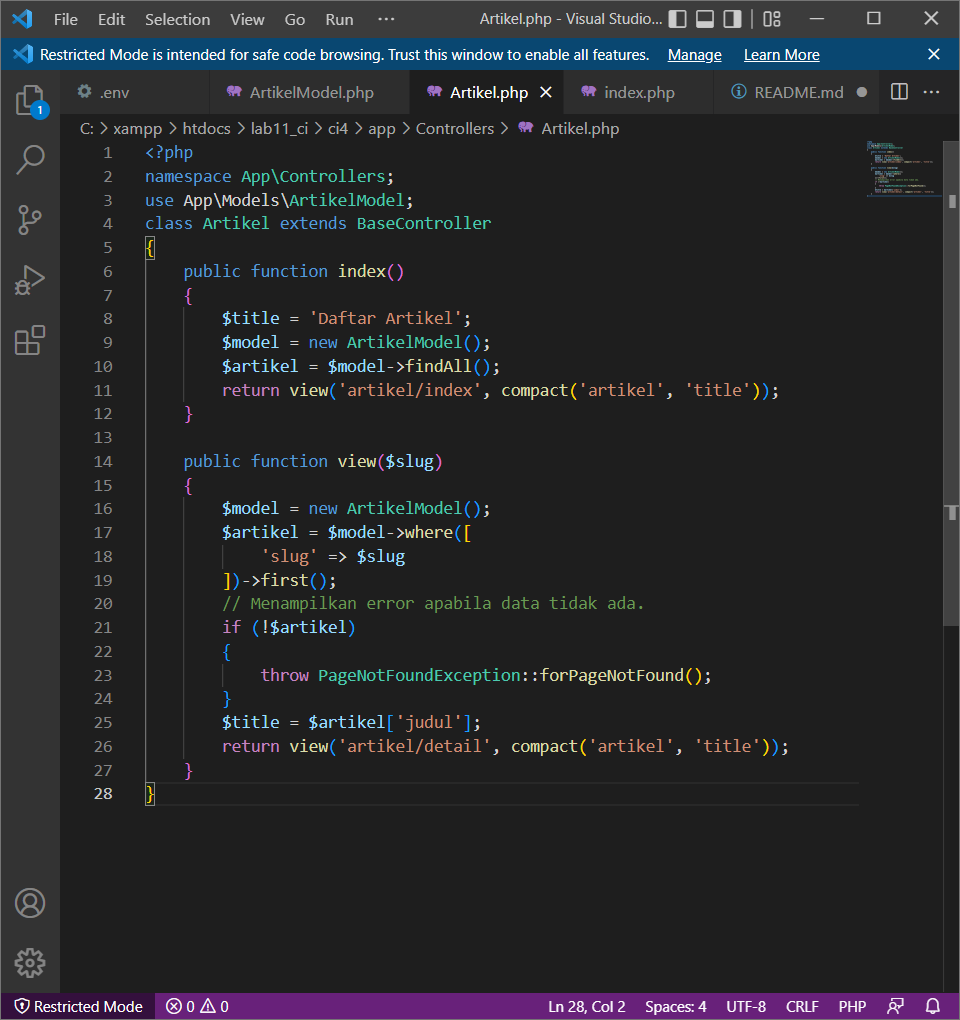 File Edit Selection View Go Run ··· Artikel.php - Visual Studio...
Restricted Mode is intended for safe code browsing. Trust this window to enable all features. Manage Learn More
.env ArtikelModel.php Artikel.php index.php README.md
1
C: > xampp > htdocs > lab11_ci > ci4 > app > Controllers > Artikel.php
1 <?php
2 namespace App\Controllers;
3 use App\Models\ArtikelModel;
4 class Artikel extends BaseController
5 {
6 public function index()
7 {
8 $title = 'Daftar Artikel';
9 $model = new ArtikelModel();
10 $artikel = $model->findAll();
11 return view('artikel/index', compact('artikel', 'title'));
12 }
13
14 public function view($slug)
15 {
16 $model = new ArtikelModel();
17 $artikel = $model->where([
18 'slug' => $slug
19 ])->first();
20 // Menampilkan error apabila data tidak ada.
21 if (!$artikel)
22 {
23 throw PageNotFoundException::forPageNotFound();
24 }
25 $title = $artikel['judul'];
26 return view('artikel/detail', compact('artikel', 'title'));
27 }
28 }
Restricted Mode 0 0 Ln 28, Col 2 Spaces: 4 UTF-8 CRLF PHP